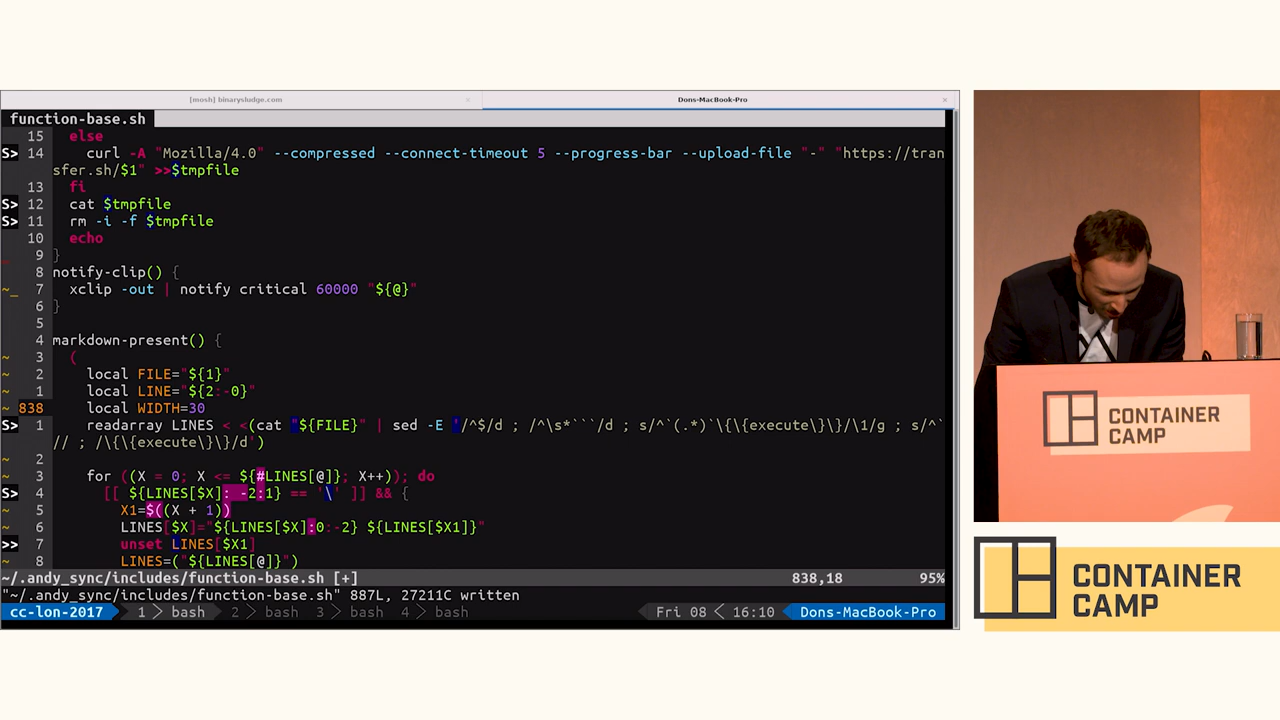 [mosh] binarysludge.com × Dons-MacBook-Pro ×
function-base.sh
15 else
S> 14 curl -A "Mozilla/4.0" --compressed --connect-timeout 5 --progress-bar --upload-file "-" "https://tran
sfer.sh/$1" >>$tmpfile
13 fi
S> 12 cat $tmpfile
S> 11 rm -i -f $tmpfile
10 echo
9 }
8 notify-clip() {
~_ 7 xclip -out | notify critical 60000 "${@}"
6 }
5
4 markdown-present() {
~ 3 (
~ 2 local FILE="${1}"
~ 1 local LINE="${2:-0}"
~ 838 local WIDTH=30
S> 1 readarray LINES < <(cat "${FILE}" | sed -E '/^$/d ; /^\s*```/d ; s/^`(.*)`\{\{execute\}\}/\1/g ; s/^`
// ; /\{\{execute\}\}/d')
~ 2
~ 3 for ((X = 0; X <= ${#LINES[@]}; X++)); do
S> 4 [[ ${LINES[$X]: -2:1} == '\' ]] && {
~ 5 X1=$((X + 1))
~ 6 LINES[$X]="${LINES[$X]:0:-2} ${LINES[$X1]}"
>> 7 unset LINES[$X1]
~ 8 LINES=("${LINES[@]}")
~/.andy_sync/includes/function-base.sh [+] 838,18 95%
"~/.andy_sync/includes/function-base.sh" 887L, 27211C written
cc-lon-2017 1 > bash 2 > bash 3 > bash 4 > bash Fri 08 < 16:10 Dons-MacBook-Pro
CONTAINER
CAMP
CONTAINER
CAMP